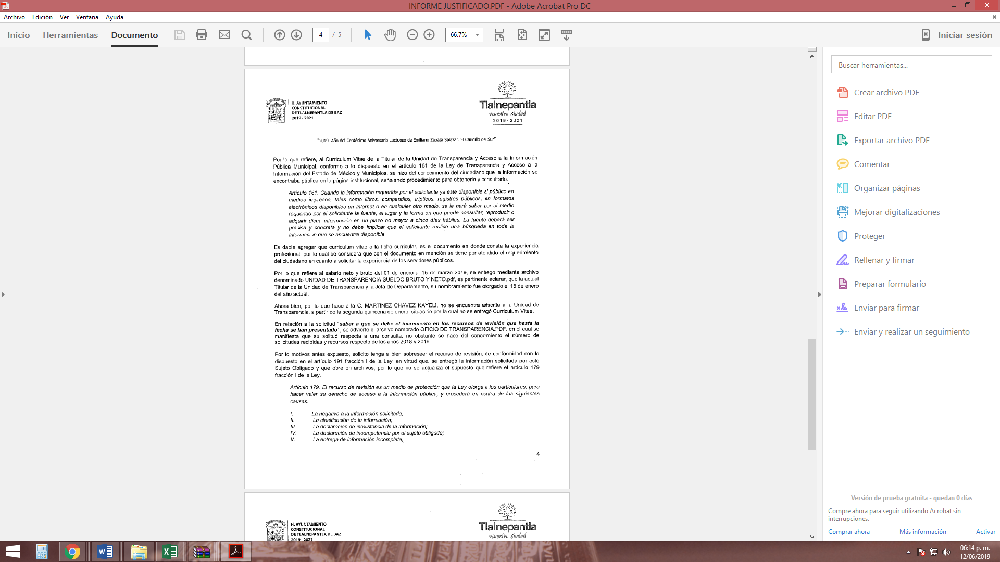 INFORME JUSTIFICADO.PDF - Adobe Acrobat Pro DC
Archivo Edición Ver Ventana Ayuda
Inicio Herramientas Documento 4 / 5 66.7% Iniciar sesión
H. AYUNTAMIENTO
CONSTITUCIONAL
DE TLALNEPANTLA DE BAZ
2019 - 2021
Tlalnepantla
nuestra ciudad
2019 - 2021
"2019. Año del Centésimo Aniversario Luctuoso de Emiliano Zapata Salazar. El Caudillo de Sur"
Por lo que refiere, al Curriculum Vitae de la Titular de la Unidad de Transparencia y Acceso a la Información
Pública Municipal, conforme a lo dispuesto en el artículo 161 de la Ley de Transparencia y Acceso a la
Información del Estado de México y Municipios, se hizo del conocimiento del ciudadano que la información se
encontraba pública en la página institucional, señalando procedimiento para obtenerlo y consultarlo.
Artículo 161. Cuando la información requerida por el solicitante ya esté disponible al público en
medios impresos, tales como libros, compendios, trípticos, registros públicos, en formatos
electrónicos disponibles en Internet o en cualquier otro medio, se le hará saber por el medio
requerido por el solicitante la fuente, el lugar y la forma en que puede consultar, reproducir o
adquirir dicha información en un plazo no mayor a cinco días hábiles. La fuente deberá ser
precisa y concreta y no debe implicar que el solicitante realice una búsqueda en toda la
información que se encuentre disponible.
Es dable agregar que curriculum vitae o la ficha curricular, es el documento en donde consta la experiencia
profesional, por lo cual se considera que con el documento en mención se tiene por atendido el requerimiento
del ciudadano en cuanto a solicitar la experiencia de los servidores públicos.
Por lo que refiere al salario neto y bruto del 01 de enero al 15 de marzo 2019, se entregó mediante archivo
denominado UNIDAD DE TRANSPARENCIA SUELDO BRUTO Y NETO.pdf, es pertinente aclarar, que la actual
Titular de la Unidad de Transparencia y la Jefa de Departamento, su nombramiento fue otorgado el 15 de enero
del año actual.
Ahora bien, por lo que hace a la C. MARTINEZ CHAVEZ NAYELI, no se encuentra adscrita a la Unidad de
Transparencia, a partir de la segunda quincena de enero, situación por la cual no se entregó Curriculum Vitae.
En relación a la solicitud "saber a que se debe el incremento en los recursos de revisión que hasta la
fecha se han presentado", se advierte el archivo nombrado OFICIO DE TRANSPARENCIA.PDF. en el cual se
manifiesta que su solitud respecta a una consulta, no obstante se hace del conocmiento el número de
solicitudes recibidas y recursos respecto de los años 2018 y 2019.
Por lo motivos antes expuesto, solicito tenga a bien sobreseer el recurso de revisión, de conformidad con lo
dispuesto en el artículo 191 fracción I de la Ley, en virtud que, se entregó la información solicitada por este
Sujeto Obligado y que obre en archivos, por lo que no se actualiza el supuesto que refiere el artículo 179
fracción I de la Ley.
Artículo 179. El recurso de revisión es un medio de protección que la Ley otorga a los particulares, para
hacer valer su derecho de acceso a la información pública, y procederá en contra de las siguientes
causas:
I. La negativa a la información solicitada;
II. La clasificación de la información;
III. La declaración de inexistencia de la información;
IV. La declaración de incompetencia por el sujeto obligado;
V. La entrega de información incompleta;
4
H. AYUNTAMIENTO
CONSTITUCIONAL
DE TLALNEPANTLA DE BAZ
2019 - 2021
Tlalnepantla
nuestra ciudad
Buscar herramientas...
Crear archivo PDF
Editar PDF
Exportar archivo PDF
Comentar
Organizar páginas
Mejorar digitalizaciones
Proteger
Rellenar y firmar
Preparar formulario
Enviar para firmar
Enviar y realizar un seguimiento
Versión de prueba gratuita - quedan 0 días
Compre ahora para seguir utilizando Acrobat sin
interrupciones.
Comprar ahora Más información Activar
06:14 p. m.
12/06/2019